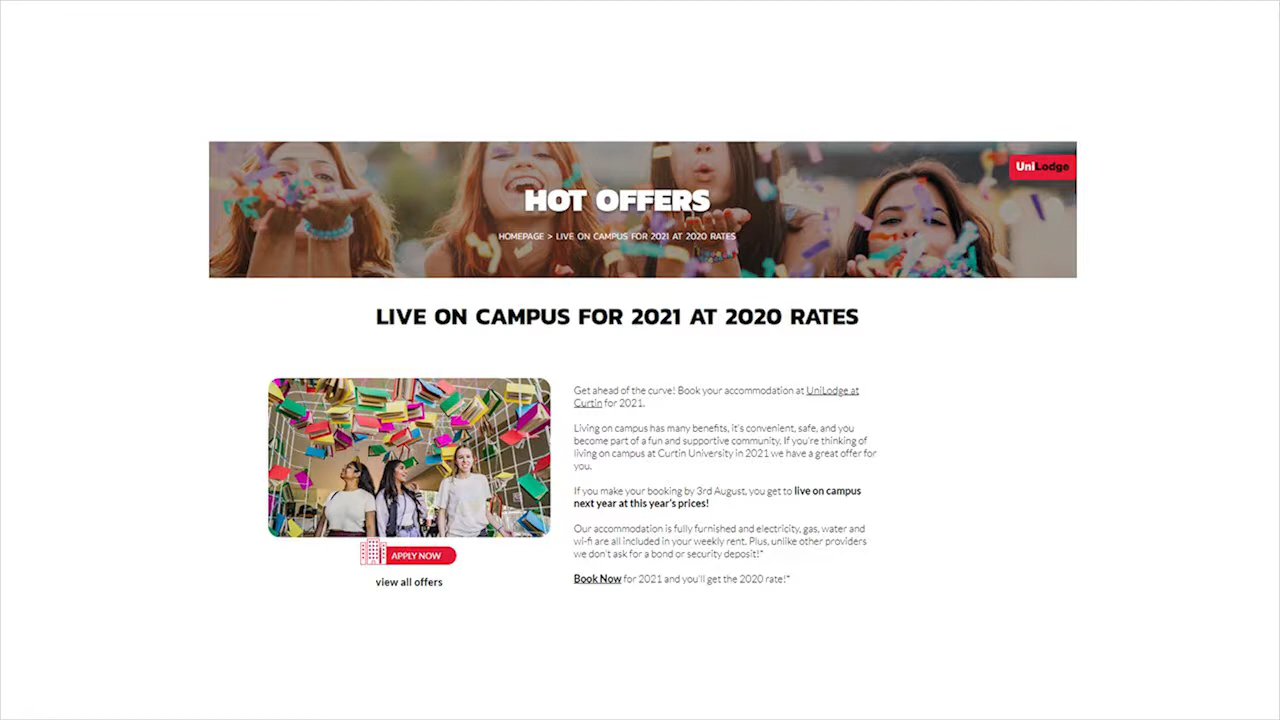 UniLodge
HOT OFFERS
HOMEPAGE > LIVE ON CAMPUS FOR 2021 AT 2020 RATES
LIVE ON CAMPUS FOR 2021 AT 2020 RATES
Get ahead of the curve! Book your accommodation at UniLodge at
Curtin for 2021.
Living on campus has many benefits, it's convenient, safe, and you
become part of a fun and supportive community. If you're thinking of
living on campus at Curtin University in 2021 we have a great offer for
you.
If you make your booking by 3rd August, you get to live on campus
next year at this year's prices!
Our accommodation is fully furnished and electricity, gas, water and
wi-fi are all included in your weekly rent. Plus, unlike other providers
we don't ask for a bond or security deposit!*
Book Now for 2021 and you'll get the 2020 rate!*
APPLY NOW
view all offers